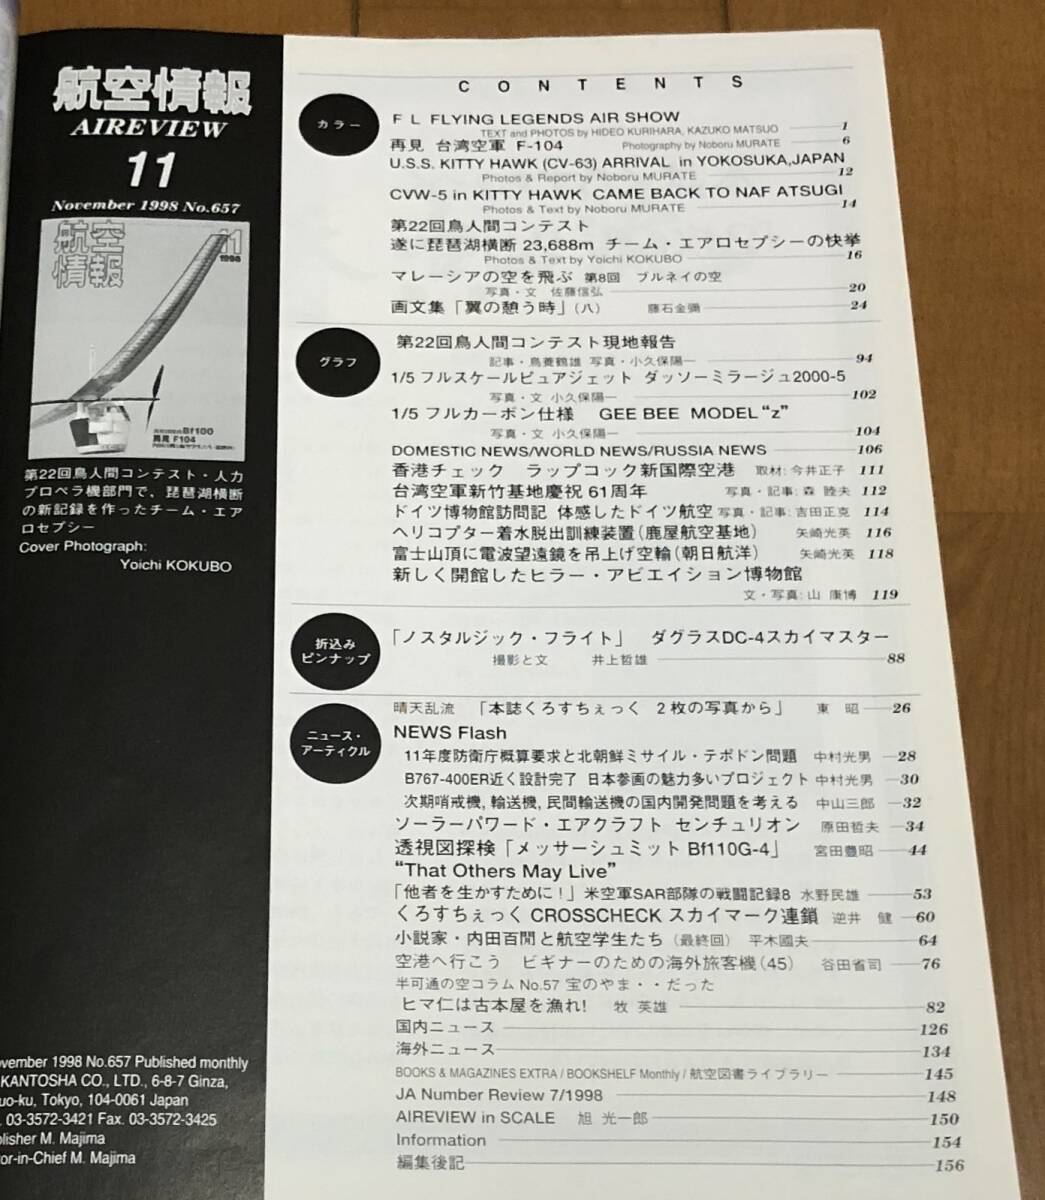 航空情報
AIREVIEW
11
November 1998 No.657
航空
情報
11
1998
Bf100
再見 F104
第22回鳥人間コンテスト・人力
プロペラ機部門で、琵琶湖横断
の新記録を作ったチーム・エア
ロセプシー
Cover Photograph:
Yoichi KOKUBO
vember 1998 No.657 Published monthly
KANTOSHA CO., LTD., 6-8-7 Ginza,
uo-ku, Tokyo, 104-0061 Japan
. 03-3572-3421 Fax. 03-3572-3425
blisher M. Majima
tor-in-Chief M. Majima
CONTENTS
カラー
F L FLYING LEGENDS AIR SHOW
TEXT and PHOTOS by HIDEO KURIHARA, KAZUKO MATSUO 1
再見 台湾空軍 F-104 Photography by Noboru MURATE 6
U.S.S. KITTY HAWK (CV-63) ARRIVAL in YOKOSUKA,JAPAN
Photos & Report by Noboru MURATE 12
CVW-5 in KITTY HAWK CAME BACK TO NAF ATSUGI
Photos & Text by Noboru MURATE 14
第22回鳥人間コンテスト
遂に琵琶湖横断 23,688m チーム・エアロセプシーの快挙
Photos & Text by Yoichi KOKUBO 16
マレーシアの空を飛ぶ 第8回 ブルネイの空
写真・文 佐藤信弘 20
画文集「翼の憩う時」(八) 藤石金彌 24
グラフ
第22回鳥人間コンテスト現地報告
記事・鳥養鶴雄 写真・小久保陽一 94
1/5 フルスケールピュアジェット ダッソーミラージュ2000-5
写真・文 小久保陽一 102
1/5 フルカーボン仕様 GEE BEE MODEL “z”
写真・文 小久保陽一 104
DOMESTIC NEWS/WORLD NEWS/RUSSIA NEWS 106
香港チェック ラップコック新国際空港 取材: 今井正子 111
台湾空軍新竹基地慶祝 61周年 写真・記事: 森 睦夫 112
ドイツ博物館訪問記 体感したドイツ航空 写真・記事: 吉田正克 114
ヘリコプター着水脱出訓練装置(鹿屋航空基地) 矢崎光英 116
富士山頂に電波望遠鏡を吊上げ空輸(朝日航洋) 矢崎光英 118
新しく開館したヒラー・アビエイション博物館
文・写真: 山 康博 119
折込み
ピンナップ
「ノスタルジック・フライト」 ダグラスDC-4スカイマスター
撮影と文 井上哲雄 88
ニュース・
アーティクル
晴天乱流 「本誌くろすちぇっく 2枚の写真から」 東 昭 26
NEWS Flash
11年度防衛庁概算要求と北朝鮮ミサイル・テポドン問題 中村光男 28
B767-400ER近く設計完了 日本参画の魅力多いプロジェクト 中村光男 30
次期哨戒機, 輸送機, 民間輸送機の国内開発問題を考える 中山三郎 32
ソーラーパワード・エアクラフト センチュリオン 原田哲夫 34
透視図探検「メッサーシュミット Bf110G-4」 宮田豊昭 44
“That Others May Live”
「他者を生かすために!」米空軍SAR部隊の戦闘記録8 水野民雄 53
くろすちぇっく CROSSCHECK スカイマーク連鎖 逆井 健 60
小説家・内田百閒と航空学生たち (最終回) 平木國夫 64
空港へ行こう ビギナーのための海外旅客機(45) 谷田省司 76
半可通の空コラム No.57 宝のやま・・だった
ヒマ仁は古本屋を漁れ! 牧 英雄 82
国内ニュース 126
海外ニュース 134
BOOKS & MAGAZINES EXTRA / BOOKSHELF Monthly / 航空図書ライブラリー 145
JA Number Review 7/1998 148
AIREVIEW in SCALE 旭 光一郎 150
Information 154
編集後記 156